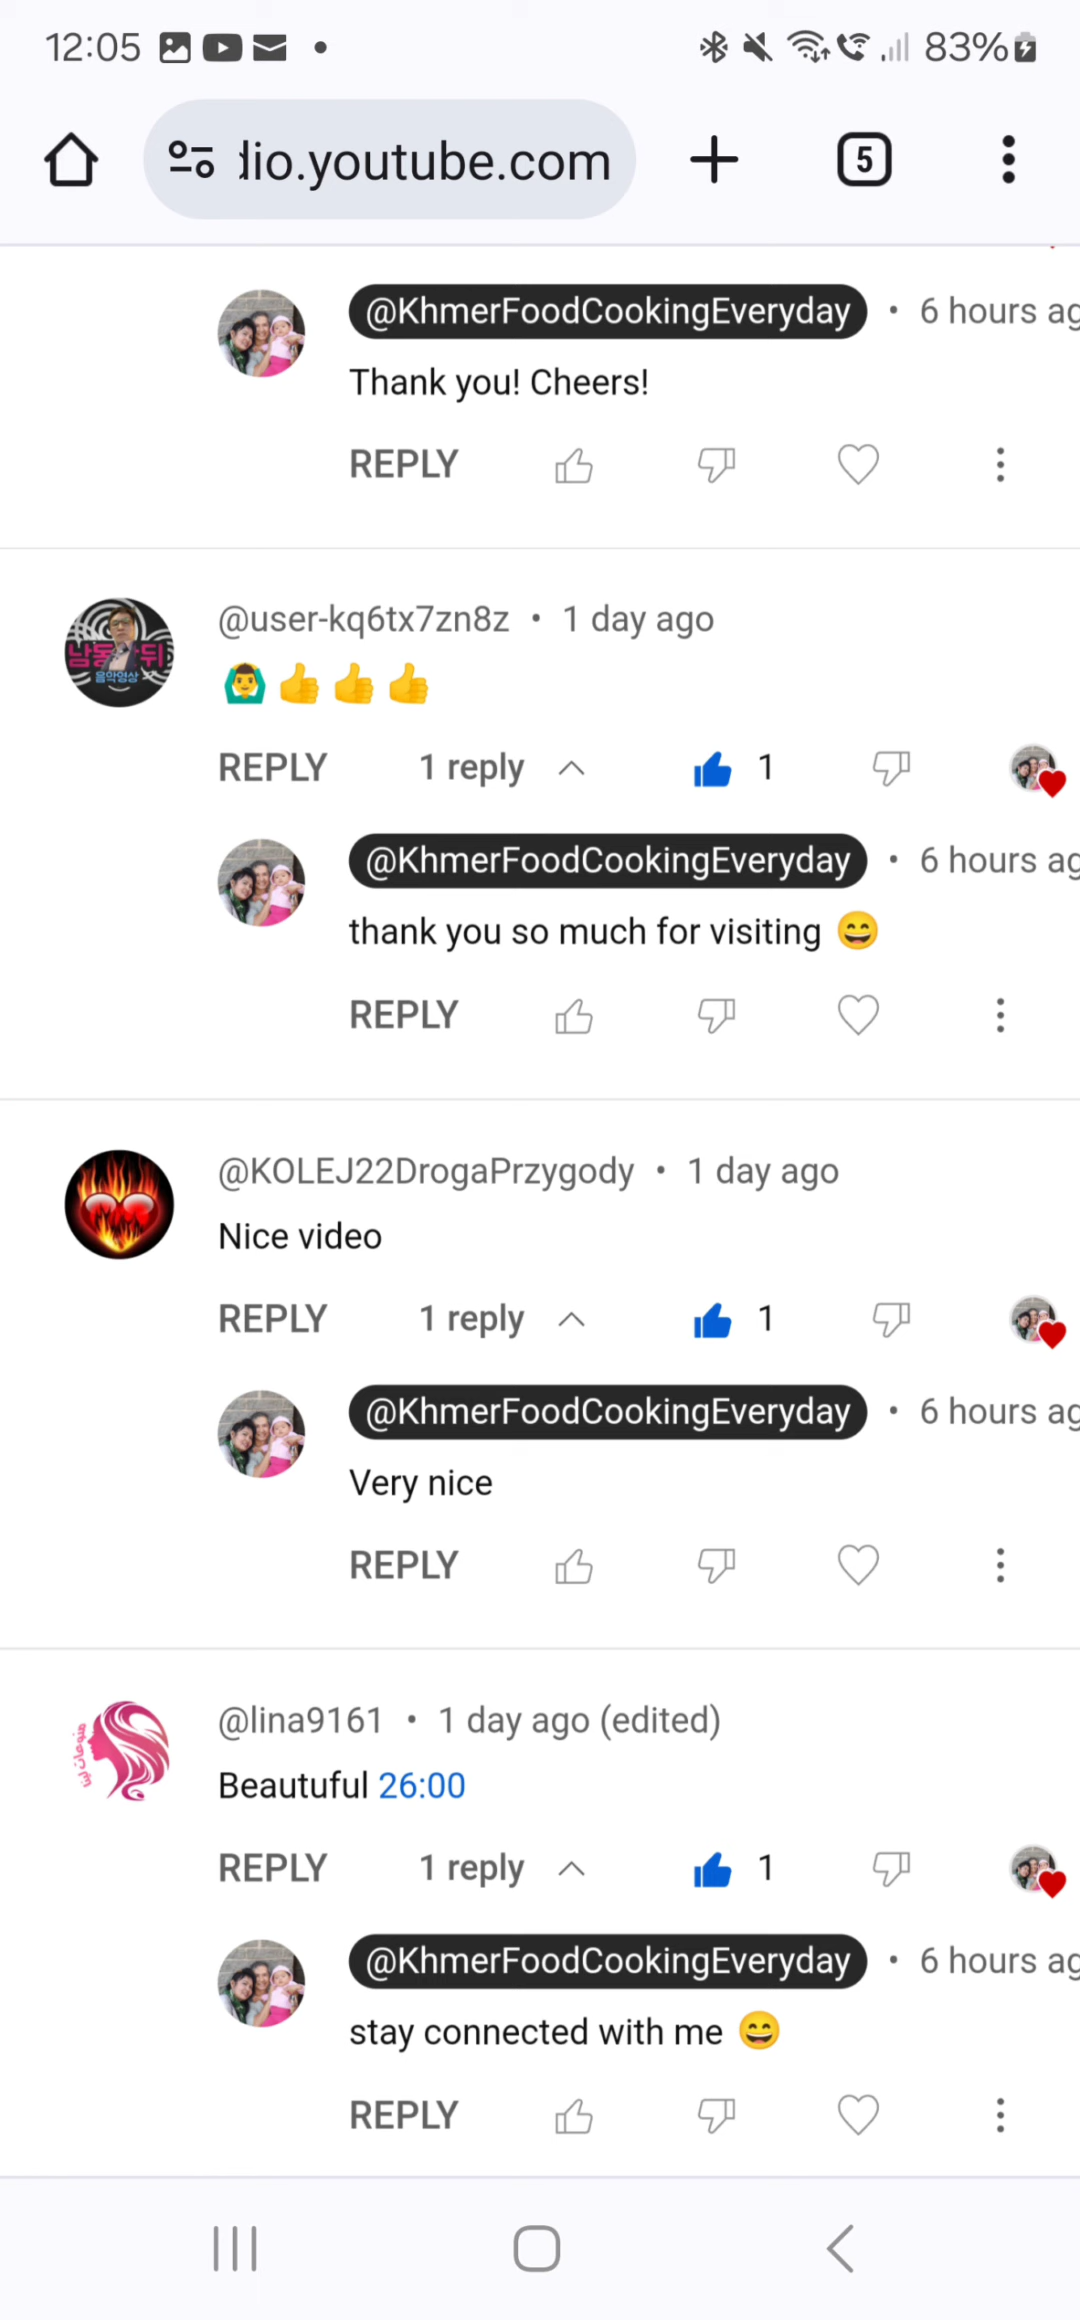 12:05
83%
dio.youtube.com
5
@KhmerFoodCookingEveryday • 6 hours ag
Thank you! Cheers!
REPLY
@user-kq6tx7zn8z • 1 day ago
🙆‍♂️👍👍👍
REPLY 1 reply 1
@KhmerFoodCookingEveryday • 6 hours ag
thank you so much for visiting 😄
REPLY
@KOLEJ22DrogaPrzygody • 1 day ago
Nice video
REPLY 1 reply 1
@KhmerFoodCookingEveryday • 6 hours ag
Very nice
REPLY
منوعات لينا
@lina9161 • 1 day ago (edited)
Beautuful 26:00
REPLY 1 reply 1
@KhmerFoodCookingEveryday • 6 hours ag
stay connected with me 😄
REPLY